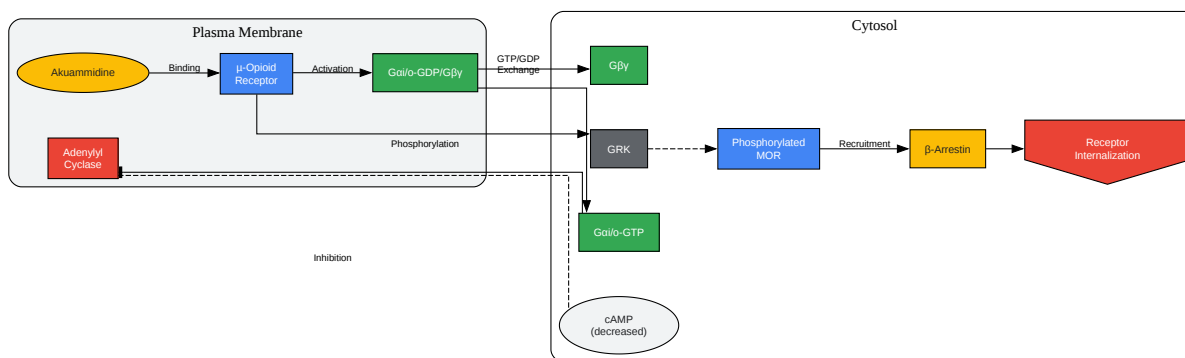 Plasma Membrane
Cytosol
Akuammidine
Binding
μ-Opioid
Receptor
Activation
Gαi/o-GDP/Gβγ
GTP/GDP
Exchange
Gβγ
Adenylyl
Cyclase
Phosphorylation
GRK
Phosphorylated
MOR
Recruitment
β-Arrestin
Receptor
Internalization
Gαi/o-GTP
Inhibition
cAMP
(decreased)